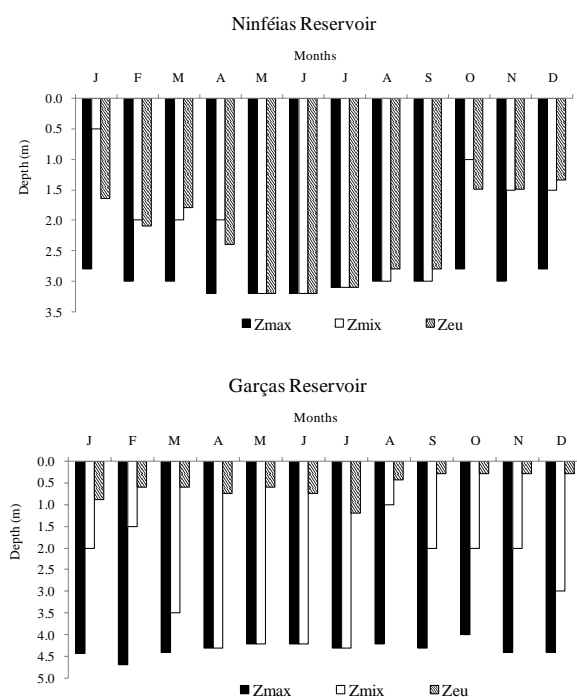 Ninféias Reservoir
Months
J F M A M J J A S O N D
Depth (m)
0.0
0.5
1.0
1.5
2.0
2.5
3.0
3.5
Zmax Zmix Zeu
Garças Reservoir
Months
J F M A M J J A S O N D
Depth (m)
0.0
0.5
1.0
1.5
2.0
2.5
3.0
3.5
4.0
4.5
5.0
Zmax Zmix Zeu